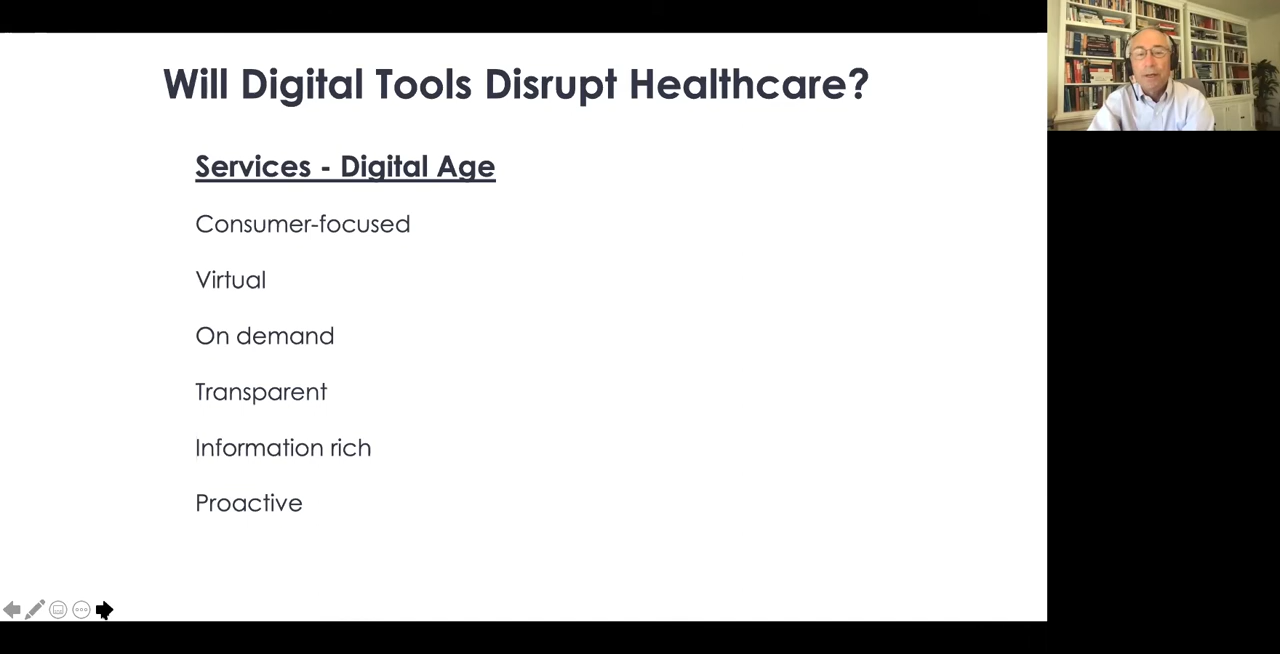 Will Digital Tools Disrupt Healthcare?
Services - Digital Age
Consumer-focused
Virtual
On demand
Transparent
Information rich
Proactive